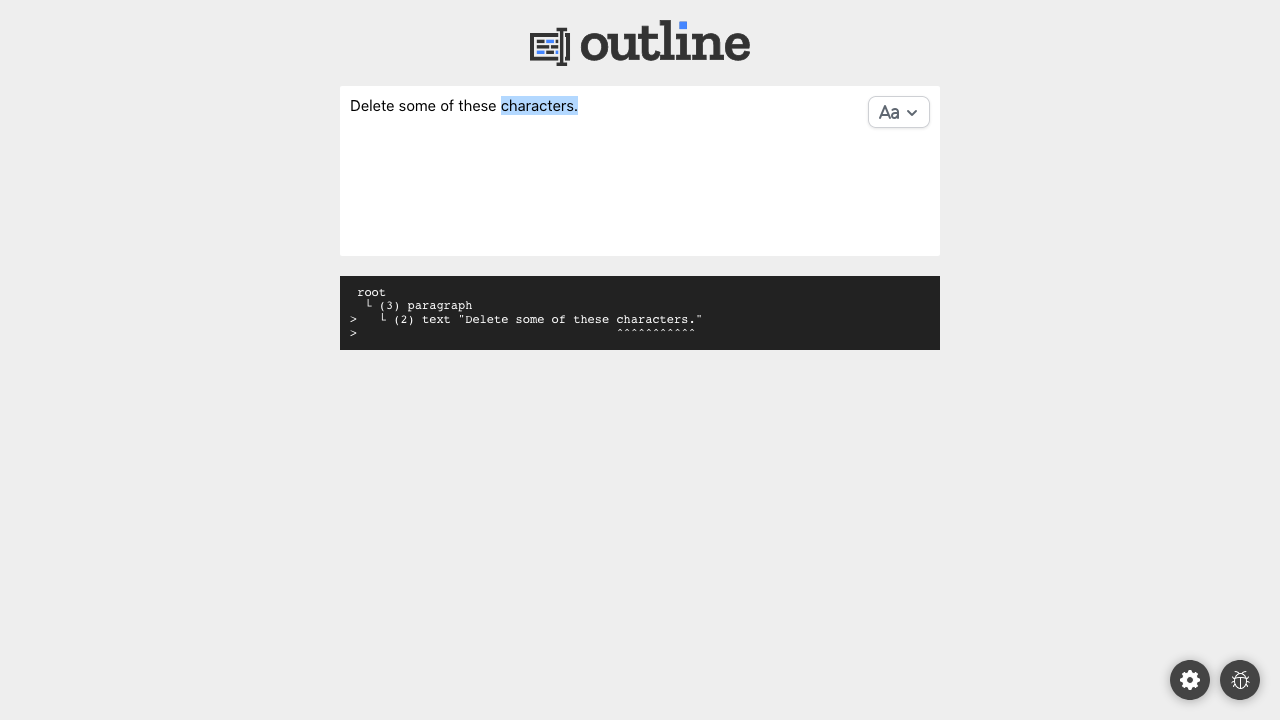 outline
Delete some of these characters.
Aa
root
└ (3) paragraph
>   └ (2) text "Delete some of these characters."
>                                    ^^^^^^^^^^^